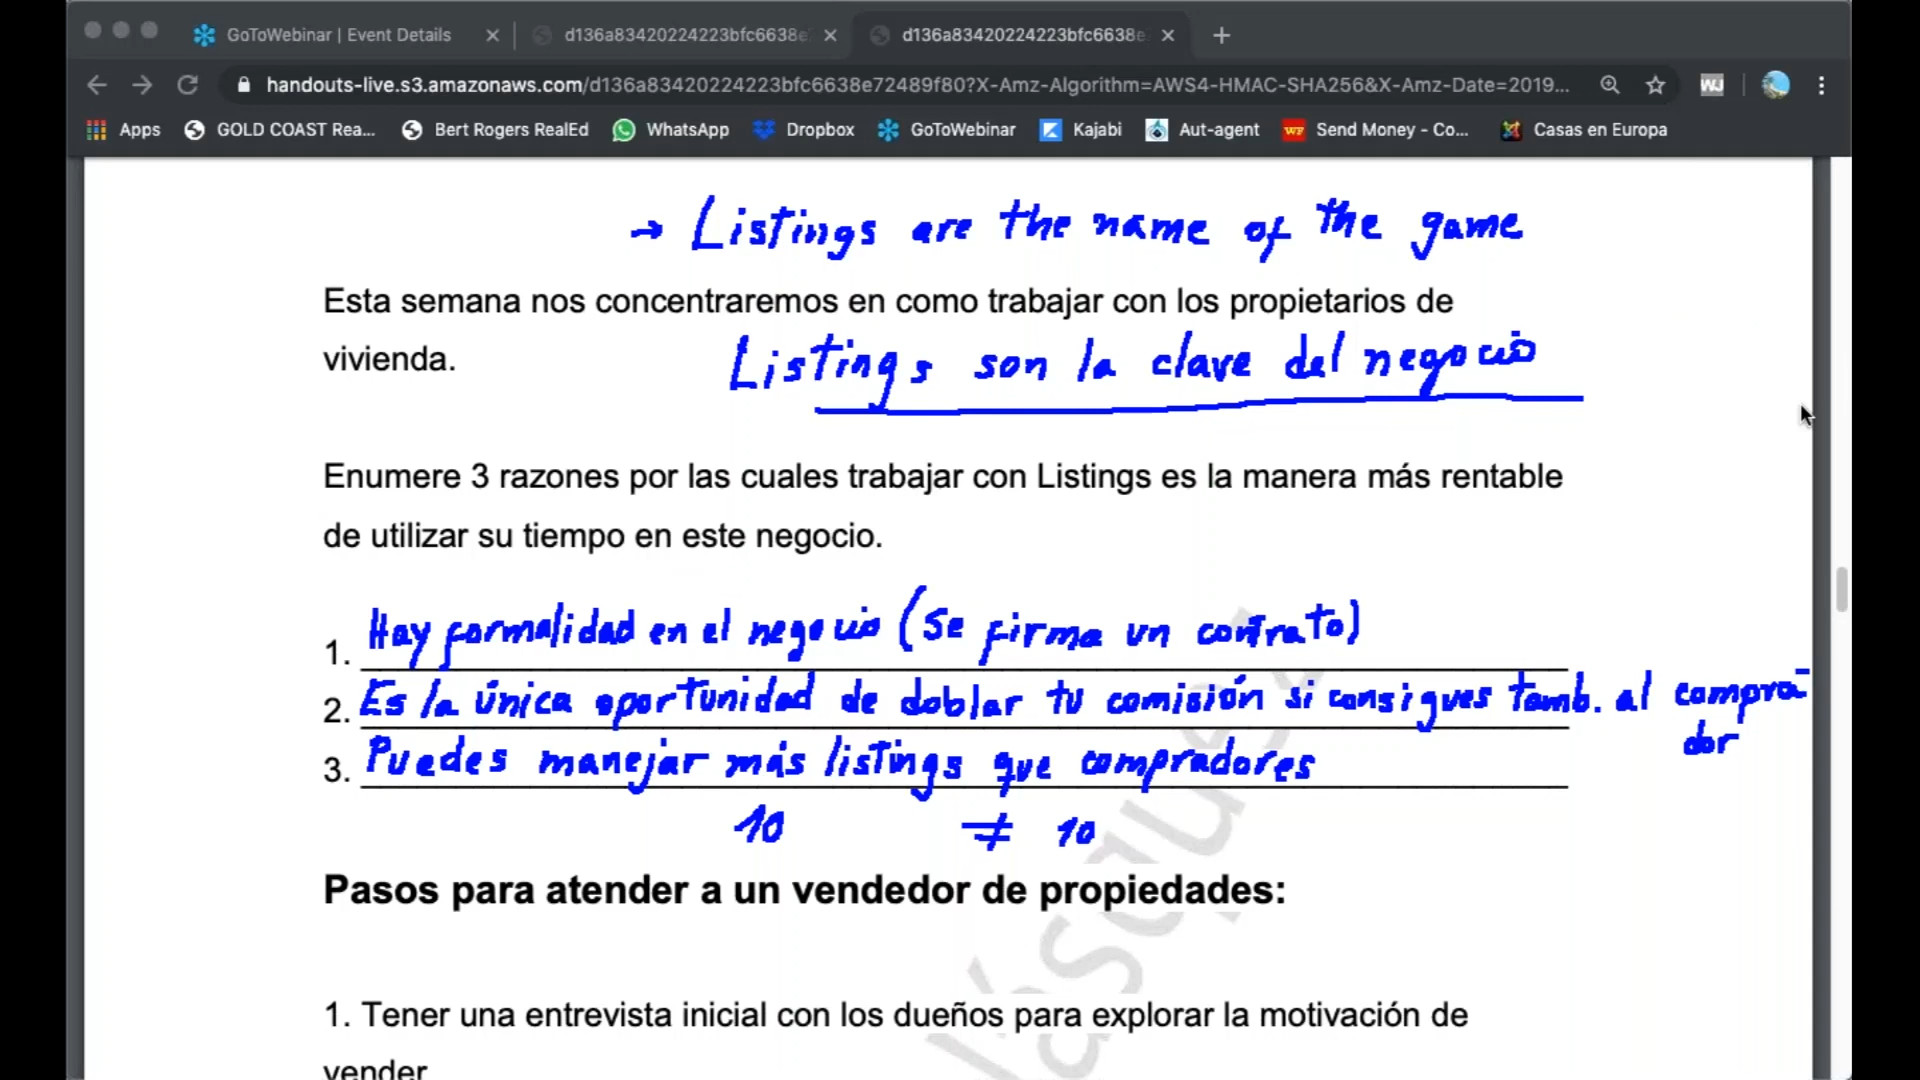 GoToWebinar | Event Details
d136a83420224223bfc6638e
d136a83420224223bfc6638e
handouts-live.s3.amazonaws.com/d136a83420224223bfc6638e72489f80?X-Amz-Algorithm=AWS4-HMAC-SHA256&X-Amz-Date=2019...
WJ
Apps GOLD COAST Rea... Bert Rogers RealEd WhatsApp Dropbox GoToWebinar Kajabi Aut-agent Send Money - Co... Casas en Europa
→ Listings are the name of the game
Esta semana nos concentraremos en como trabajar con los propietarios de
vivienda.
Listings son la clave del negocio
Enumere 3 razones por las cuales trabajar con Listings es la manera más rentable
de utilizar su tiempo en este negocio.
1. Hay formalidad en el negocio (Se firma un contrato)
2. Es la única oportunidad de doblar tu comisión si consigues tamb. al compra-
dor
3. Puedes manejar más listings que compradores
10 ≠ 10
Pasos para atender a un vendedor de propiedades:
1. Tener una entrevista inicial con los dueños para explorar la motivación de
vender